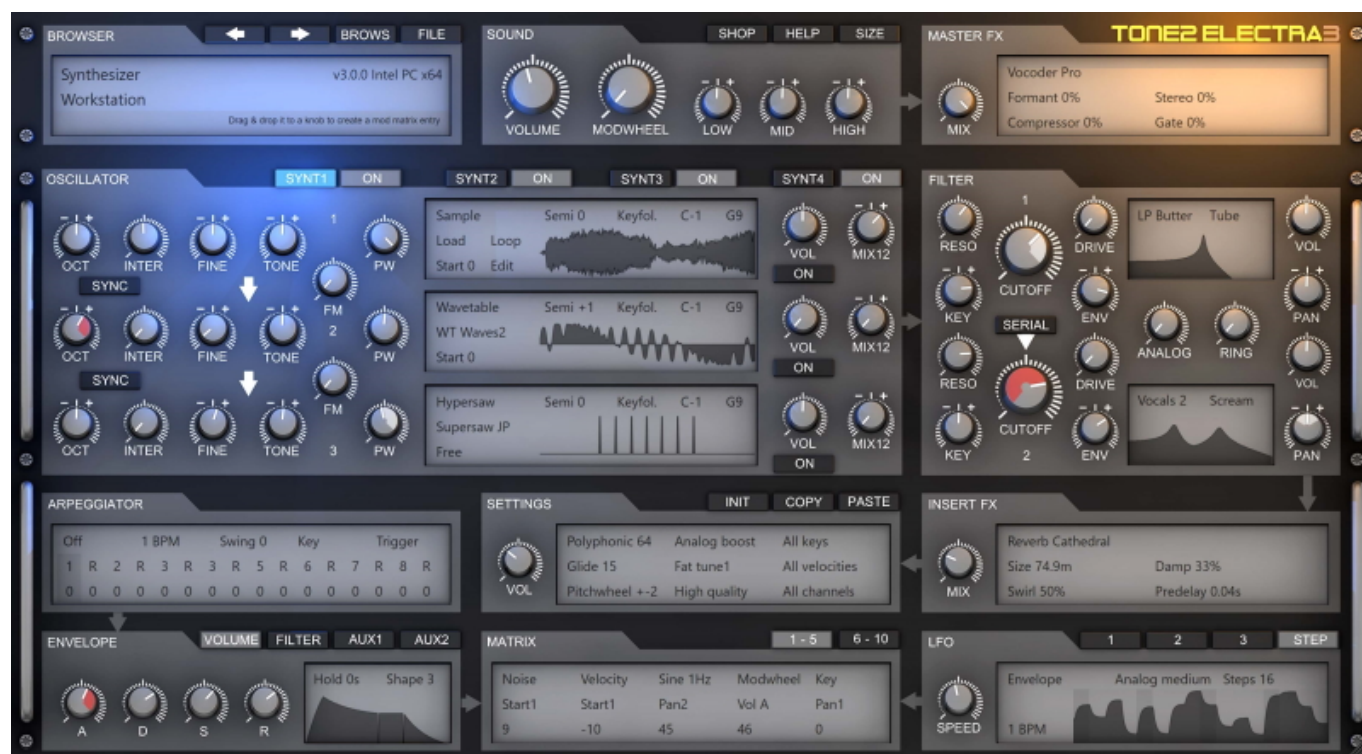 BROWSER BROWS FILE
Synthesizer v3.0.0 Intel PC x64
Workstation
Drag & drop it to a knob to create a mod matrix entry
SOUND SHOP HELP SIZE
VOLUME MODWHEEL LOW MID HIGH
MASTER FX TONE2 ELECTRA3
MIX
Vocoder Pro
Formant 0% Stereo 0%
Compressor 0% Gate 0%
OSCILLATOR SYNT1 ON SYNT2 ON SYNT3 ON SYNT4 ON
OCT INTER FINE TONE 1 PW
SYNC FM
OCT INTER FINE TONE 2 PW
SYNC FM
OCT INTER FINE TONE 3 PW
Sample Semi 0 Keyfol. C-1 G9
Load Loop
Start 0 Edit
VOL MIX12
ON
Wavetable Semi +1 Keyfol. C-1 G9
WT Waves2
Start 0
VOL MIX12
ON
Hypersaw Semi 0 Keyfol. C-1 G9
Supersaw JP
Free
VOL MIX12
ON
FILTER
RESO 1 DRIVE
CUTOFF
KEY ENV
SERIAL
RESO DRIVE
CUTOFF
KEY 2 ENV
LP Butter Tube
VOL
PAN
ANALOG RING
VOL
Vocals 2 Scream
PAN
ARPEGGIATOR
Off 1 BPM Swing 0 Key Trigger
1 R 2 R 3 R 3 R 5 R 6 R 7 R 8 R
0 0 0 0 0 0 0 0 0 0 0 0 0 0 0 0
SETTINGS INIT COPY PASTE
VOL
Polyphonic 64 Analog boost All keys
Glide 15 Fat tune1 All velocities
Pitchwheel +-2 High quality All channels
INSERT FX
MIX
Reverb Cathedral
Size 74.9m Damp 33%
Swirl 50% Predelay 0.04s
ENVELOPE VOLUME FILTER AUX1 AUX2
A D S R
Hold 0s Shape 3
MATRIX 1 - 5 6 - 10
Noise Velocity Sine 1Hz Modwheel Key
Start1 Start1 Pan2 Vol A Pan1
9 -10 45 46 0
LFO 1 2 3 STEP
SPEED
Envelope Analog medium Steps 16
1 BPM